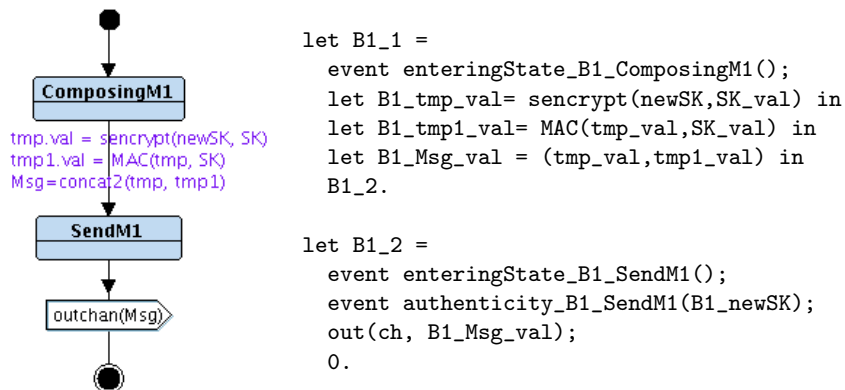 ComposingM1
tmp.val = sencrypt(newSK, SK)
tmp1.val = MAC(tmp, SK)
Msg=concat2(tmp, tmp1)
SendM1
outchan(Msg)
let B1_1 =
event enteringState_B1_ComposingM1();
let B1_tmp_val= sencrypt(newSK,SK_val) in
let B1_tmp1_val= MAC(tmp_val,SK_val) in
let B1_Msg_val = (tmp_val,tmp1_val) in
B1_2.
let B1_2 =
event enteringState_B1_SendM1();
event authenticity_B1_SendM1(B1_newSK);
out(ch, B1_Msg_val);
0.